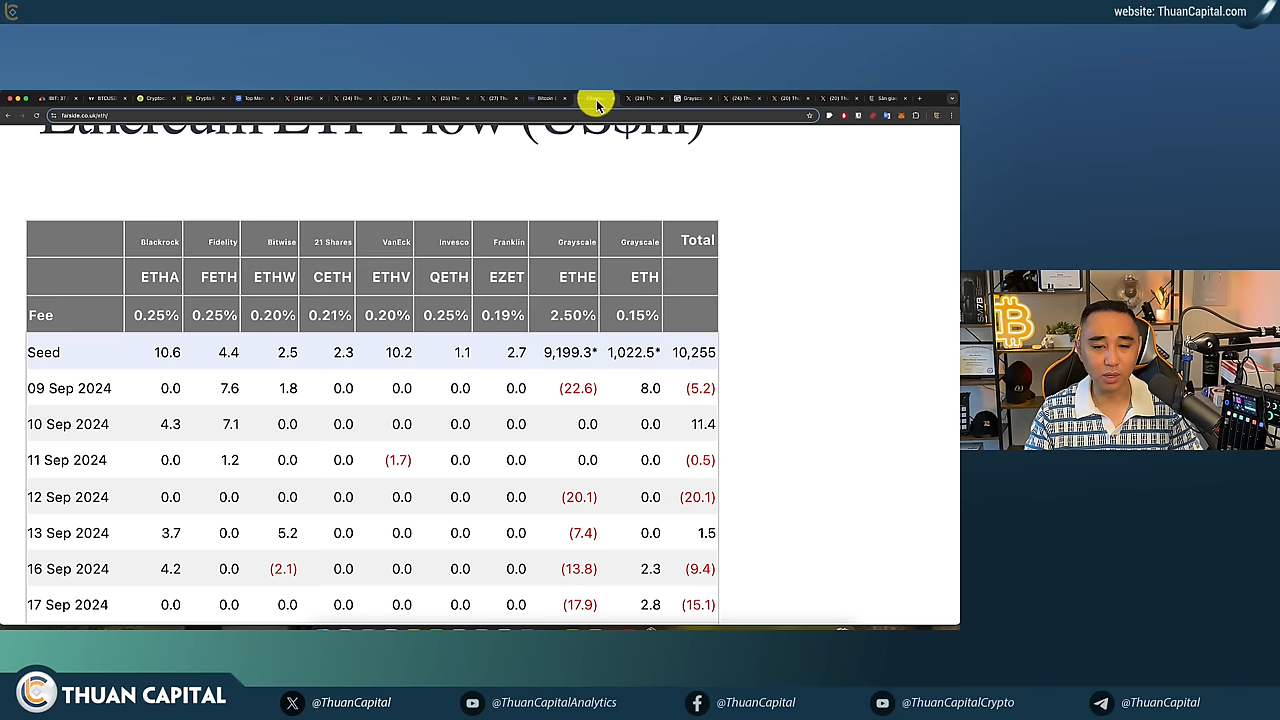 website: ThuanCapital.com
farside.co.uk/eth/
Ethereum ETF Flow (US$m)
Blackrock Fidelity Bitwise 21 Shares VanEck Invesco Franklin Grayscale Grayscale Total
ETHA FETH ETHW CETH ETHV QETH EZET ETHE ETH
Fee 0.25% 0.25% 0.20% 0.21% 0.20% 0.25% 0.19% 2.50% 0.15%
Seed 10.6 4.4 2.5 2.3 10.2 1.1 2.7 9,199.3* 1,022.5* 10,255
09 Sep 2024 0.0 7.6 1.8 0.0 0.0 0.0 0.0 (22.6) 8.0 (5.2)
10 Sep 2024 4.3 7.1 0.0 0.0 0.0 0.0 0.0 0.0 0.0 11.4
11 Sep 2024 0.0 1.2 0.0 0.0 (1.7) 0.0 0.0 0.0 0.0 (0.5)
12 Sep 2024 0.0 0.0 0.0 0.0 0.0 0.0 0.0 (20.1) 0.0 (20.1)
13 Sep 2024 3.7 0.0 5.2 0.0 0.0 0.0 0.0 (7.4) 0.0 1.5
16 Sep 2024 4.2 0.0 (2.1) 0.0 0.0 0.0 0.0 (13.8) 2.3 (9.4)
17 Sep 2024 0.0 0.0 0.0 0.0 0.0 0.0 0.0 (17.9) 2.8 (15.1)
SM7B
THUAN CAPITAL
@ThuanCapital
@ThuanCapitalAnalytics
@ThuanCapital
@ThuanCapitalCrypto
@ThuanCapital